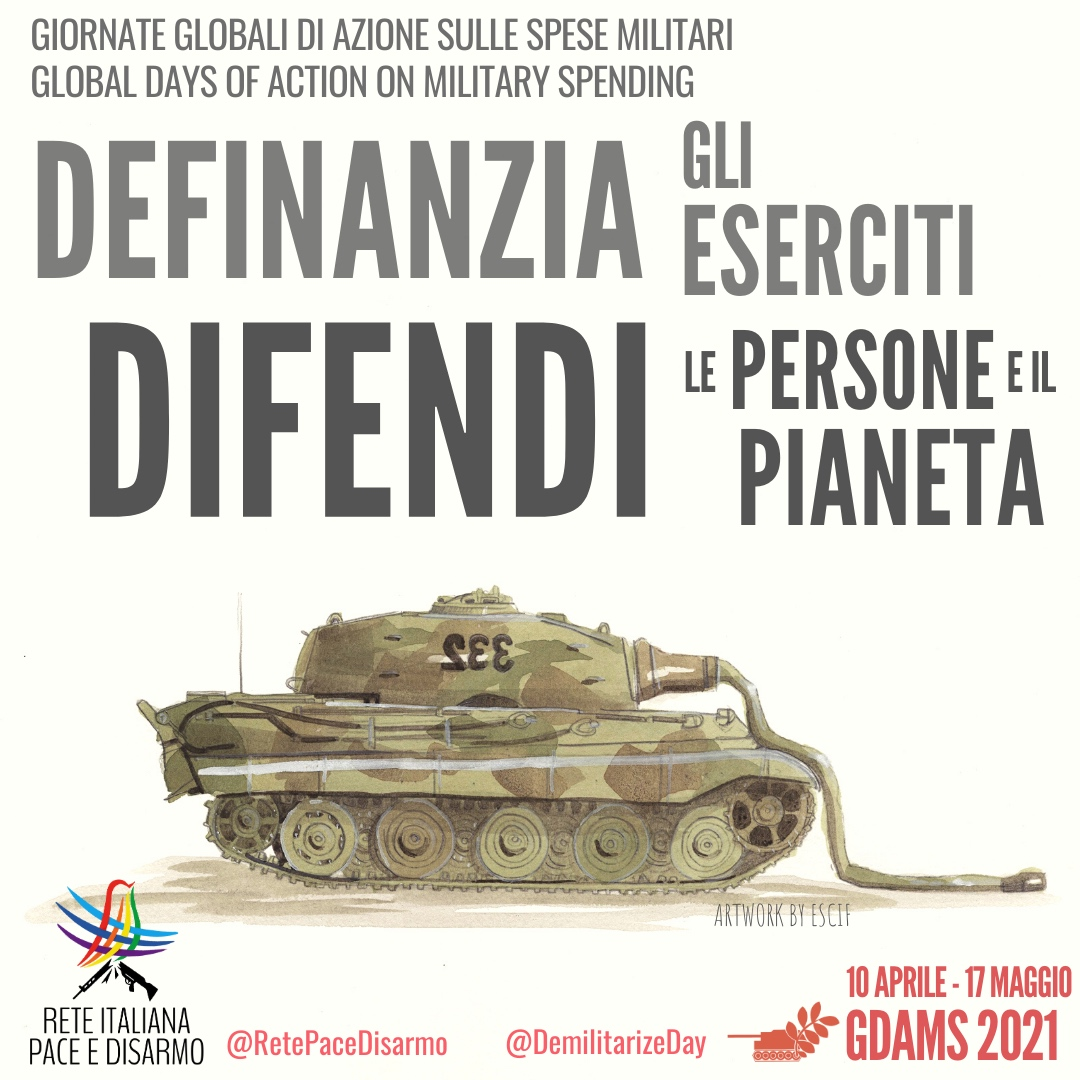 GIORNATE GLOBALI DI AZIONE SULLE SPESE MILITARI
GLOBAL DAYS OF ACTION ON MILITARY SPENDING
DEFINANZIA GLI
ESERCITI
DIFENDI LE PERSONE E IL
PIANETA
332
ARTWORK BY ESCIF
RETE ITALIANA
PACE E DISARMO
@RetePaceDisarmo
@DemilitarizeDay
10 APRILE - 17 MAGGIO
GDAMS 2021